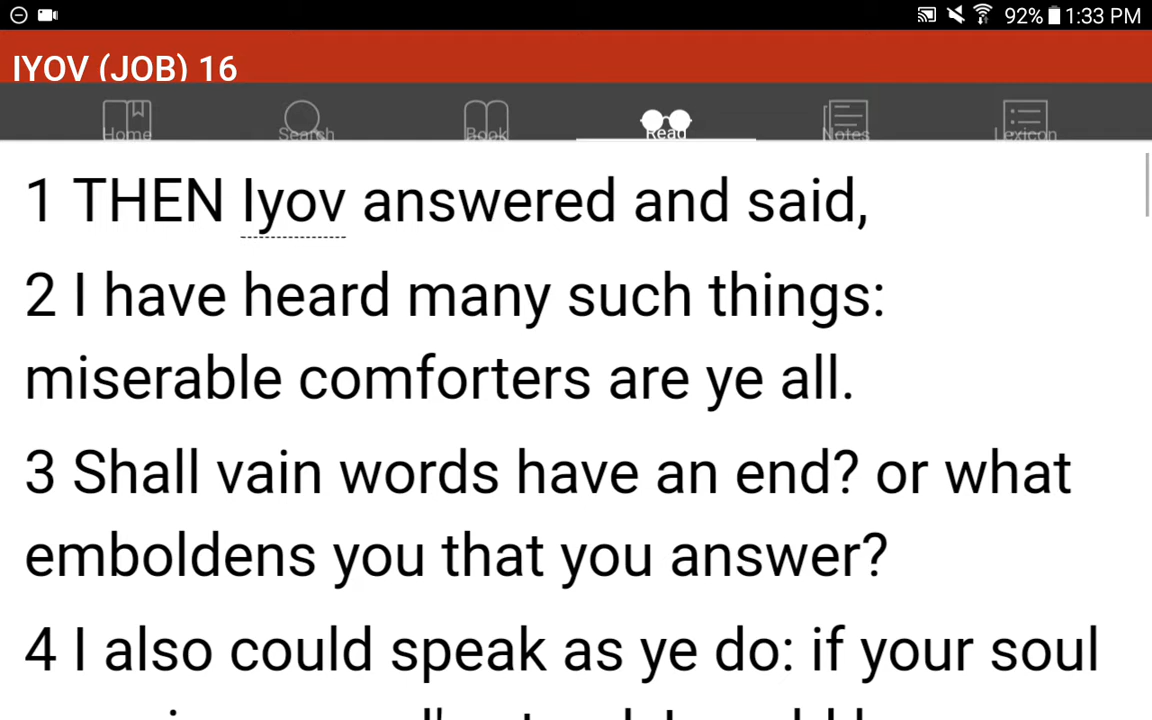 92% 1:33 PM
IYOV (JOB) 16
Home Search Book Read Notes Lexicon
1 THEN Iyov answered and said,
2 I have heard many such things:
miserable comforters are ye all.
3 Shall vain words have an end? or what
emboldens you that you answer?
4 I also could speak as ye do: if your soul